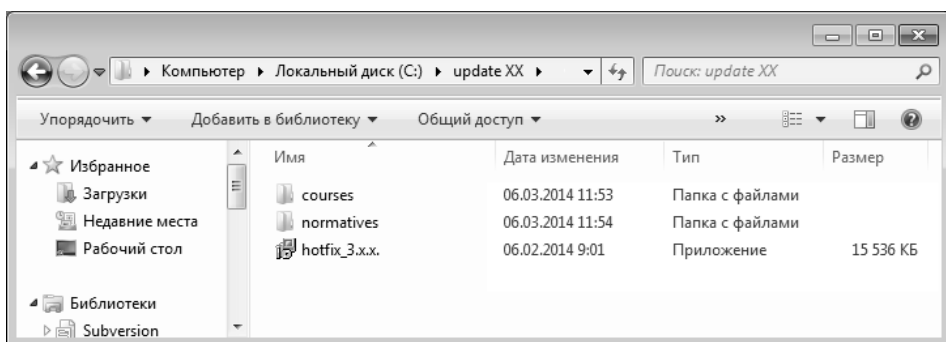 Компьютер Локальный диск (C:) update XX Поиск: update XX
Упорядочить Добавить в библиотеку Общий доступ »
Избранное
Загрузки
Недавние места
Рабочий стол
Библиотеки
Subversion
Имя Дата изменения Тип Размер
courses 06.03.2014 11:53 Папка с файлами
normatives 06.03.2014 11:54 Папка с файлами
hotfix_3.x.x. 06.02.2014 9:01 Приложение 15 536 КБ